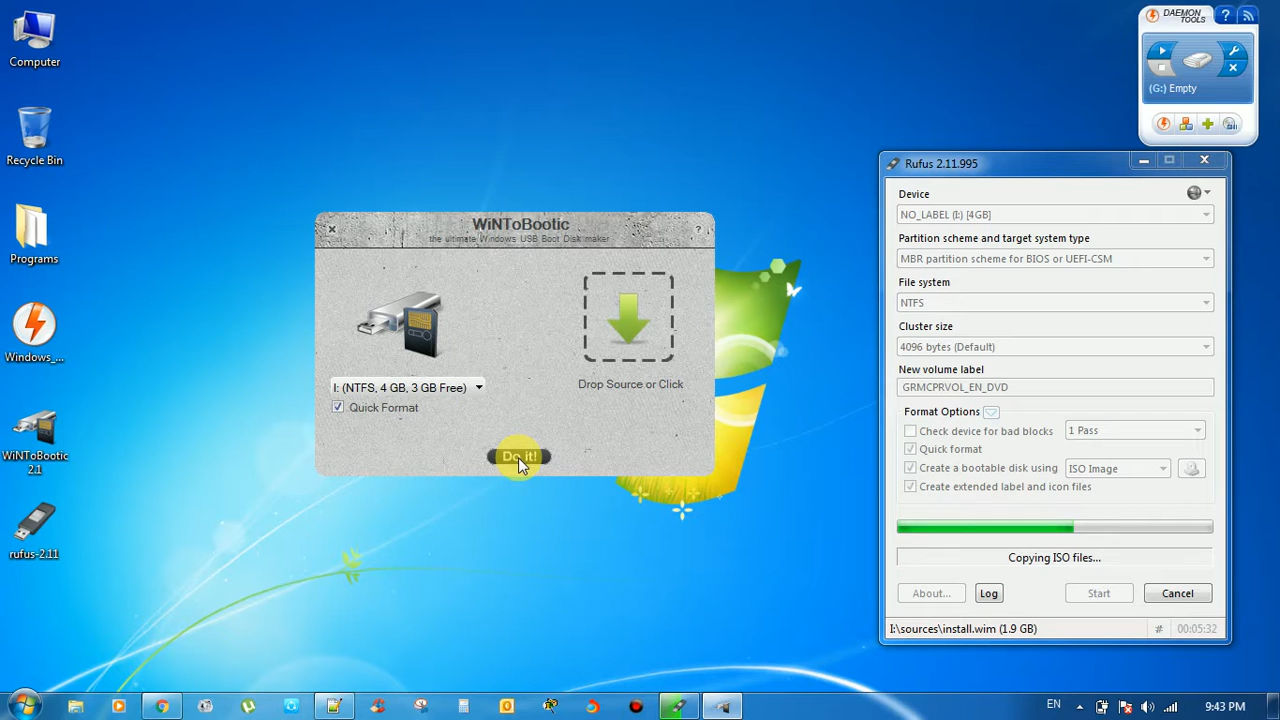 Computer
Recycle Bin
Programs
Windows_...
WiNToBootic
2.1
rufus-2.11
WiNToBootic
the ultimate Windows USB Boot Disk maker
?
I: (NTFS, 4 GB, 3 GB Free)
Quick Format
Drop Source or Click
Do it!
DAEMON
TOOLS
?
(G:) Empty
Rufus 2.11.995
Device
NO_LABEL (I:) [4GB]
Partition scheme and target system type
MBR partition scheme for BIOS or UEFI-CSM
File system
NTFS
Cluster size
4096 bytes (Default)
New volume label
GRMCPRVOL_EN_DVD
Format Options
Check device for bad blocks
1 Pass
Quick format
Create a bootable disk using
ISO Image
Create extended label and icon files
Copying ISO files...
About...
Log
Start
Cancel
I:\sources\install.wim (1.9 GB)
#
00:05:32
EN
9:43 PM